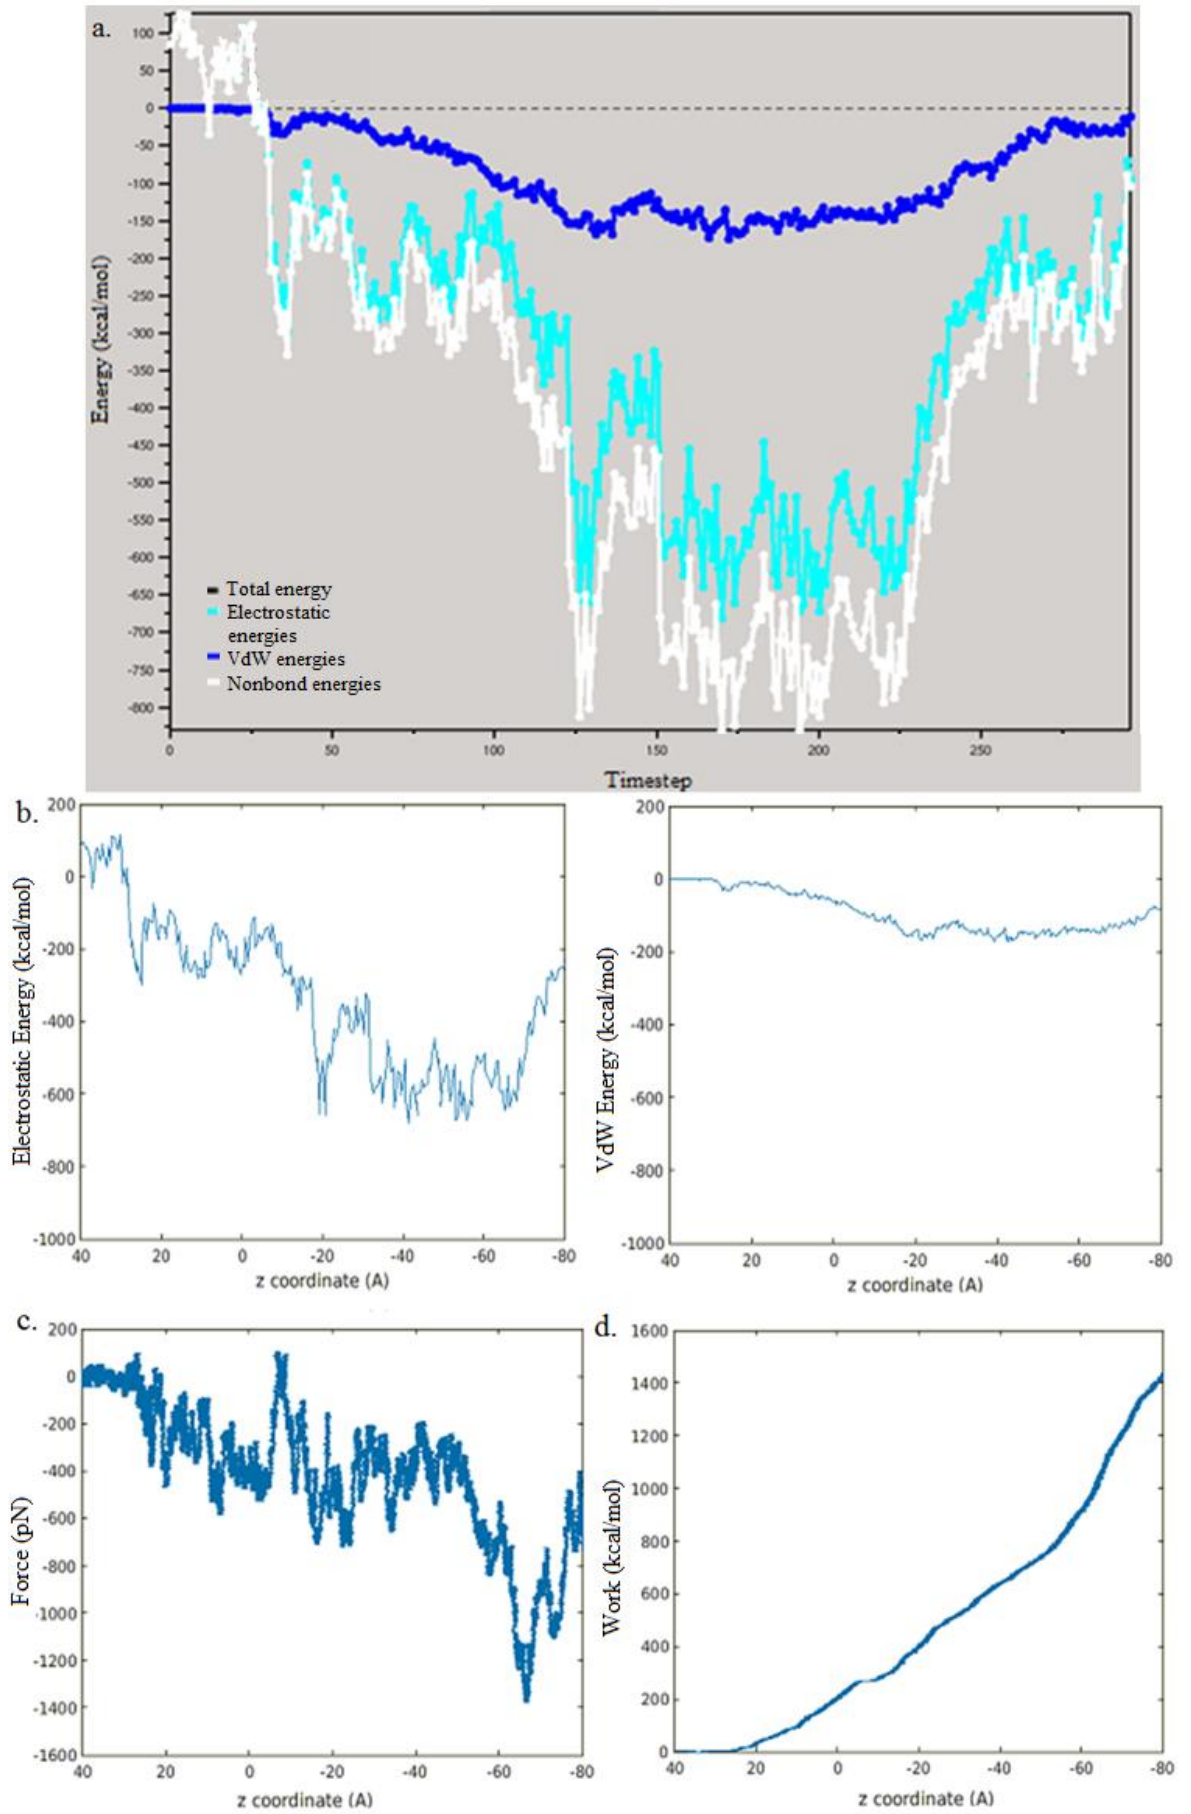 a.
100
50
0
-50
-100
-150
-200
-250
-300
-350
-400
-450
-500
-550
-600
-650
-700
-750
-800
Energy (kcal/mol)
Total energy
Electrostatic
energies
VdW energies
Nonbond energies
0 50 100 150 200 250
Timestep
b.
200
0
-200
-400
-600
-800
-1000
Electrostatic Energy (kcal/mol)
40 20 0 -20 -40 -60 -80
z coordinate (A)
200
0
-200
-400
-600
-800
-1000
VdW Energy (kcal/mol)
40 20 0 -20 -40 -60 -80
z coordinate (A)
c.
200
0
-200
-400
-600
-800
-1000
-1200
-1400
-1600
Force (pN)
40 20 0 -20 -40 -60 -80
z coordinate (A)
d.
1600
1400
1200
1000
800
600
400
200
0
Work (kcal/mol)
40 20 0 -20 -40 -60 -80
z coordinate (A)